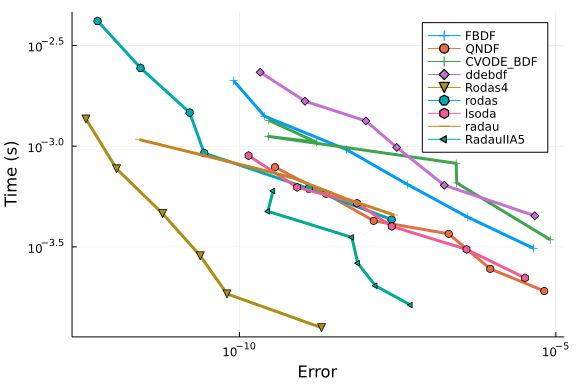 10⁻²·⁵
10⁻³·⁰
10⁻³·⁵
Time (s)
10⁻¹⁰
10⁻⁵
Error
FBDF
QNDF
CVODE_BDF
ddebdf
Rodas4
rodas
lsoda
radau
RadauIIA5